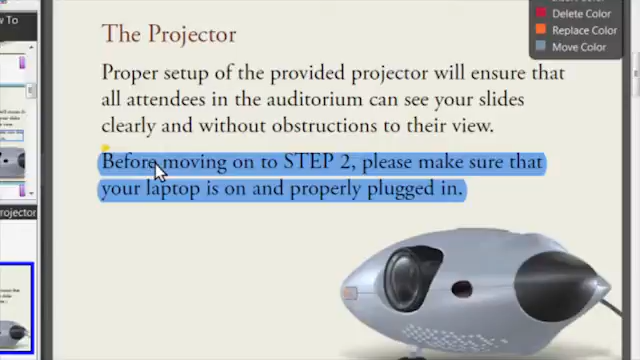 w To
Delete Color
Replace Color
Move Color
The Projector
Proper setup of the provided projector will ensure that
all attendees in the auditorium can see your slides
clearly and without obstructions to their view.
Before moving on to STEP 2, please make sure that
your laptop is on and properly plugged in.
rojector